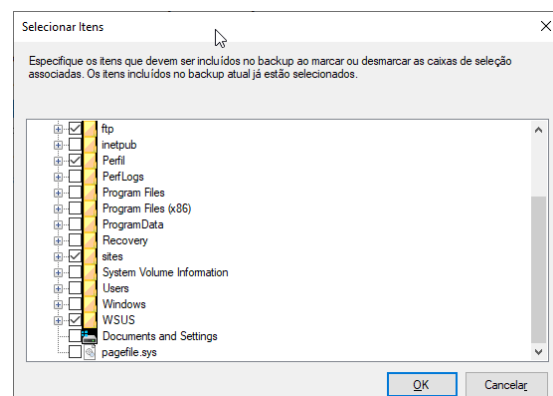 Selecionar Itens
Especifique os itens que devem ser incluídos no backup ao marcar ou desmarcar as caixas de seleção
associadas. Os itens incluídos no backup atual já estão selecionados.
ftp
inetpub
Perfil
PerfLogs
Program Files
Program Files (x86)
ProgramData
Recovery
sites
System Volume Information
Users
Windows
WSUS
Documents and Settings
pagefile.sys
OK
Cancelar